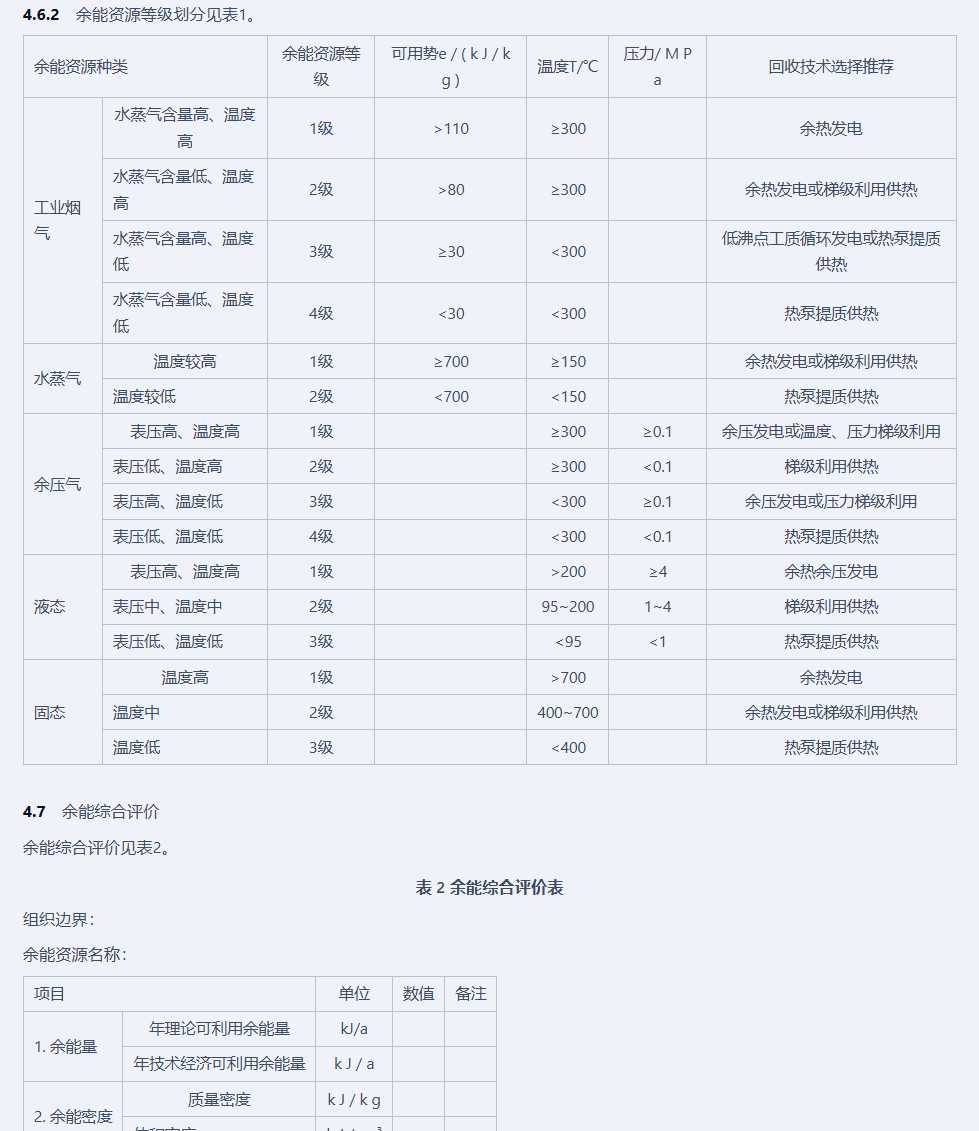 4.6.2 余能资源等级划分见表1。
余能资源种类 余能资源等级 可用势e / ( k J / k g ) 温度T/℃ 压力/ M P a 回收技术选择推荐
工业烟气 水蒸气含量高、温度高 1级 >110 ≥300 余热发电
水蒸气含量低、温度高 2级 >80 ≥300 余热发电或梯级利用供热
水蒸气含量高、温度低 3级 ≥30 <300 低沸点工质循环发电或热泵提质供热
水蒸气含量低、温度低 4级 <30 <300 热泵提质供热
水蒸气 温度较高 1级 ≥700 ≥150 余热发电或梯级利用供热
温度较低 2级 <700 <150 热泵提质供热
余压气 表压高、温度高 1级 ≥300 ≥0.1 余压发电或温度、压力梯级利用
表压低、温度高 2级 ≥300 <0.1 梯级利用供热
表压高、温度低 3级 <300 ≥0.1 余压发电或压力梯级利用
表压低、温度低 4级 <300 <0.1 热泵提质供热
液态 表压高、温度高 1级 >200 ≥4 余热余压发电
表压中、温度中 2级 95~200 1~4 梯级利用供热
表压低、温度低 3级 <95 <1 热泵提质供热
固态 温度高 1级 >700 余热发电
温度中 2级 400~700 余热发电或梯级利用供热
温度低 3级 <400 热泵提质供热
4.7 余能综合评价
余能综合评价见表2。
表 2 余能综合评价表
组织边界：
余能资源名称：
项目 单位 数值 备注
1. 余能量 年理论可利用余能量 kJ/a
年技术经济可利用余能量 k J / a
2. 余能密度 质量密度 k J / k g